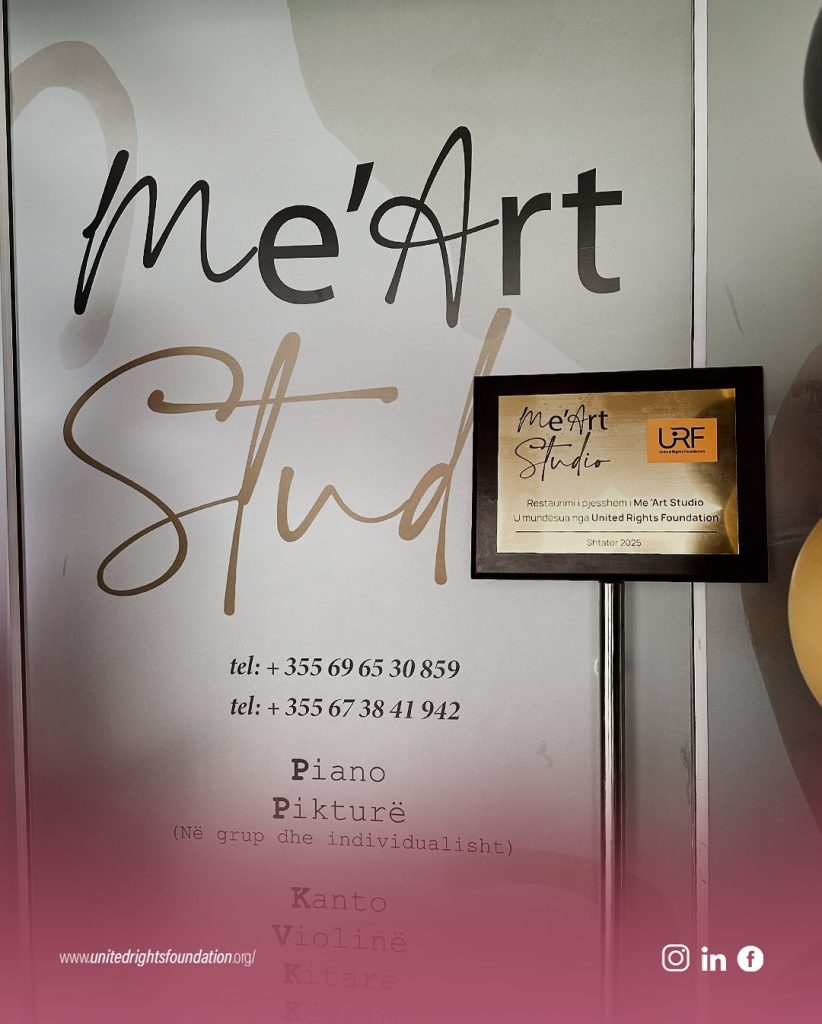 Me'Art
Stud
Me'Art
Studio
URF
United Rights Foundation
Restaurimi i pjesshëm i Me 'Art Studio
U mundësua nga United Rights Foundation
Shtator 2025
tel: + 355 69 65 30 859
tel: + 355 67 38 41 942
Piano
Pikturë
(Në grup dhe individualisht)
Kanto
Violinë
Kitarë
Kërcim
www.unitedrightsfoundation.org/